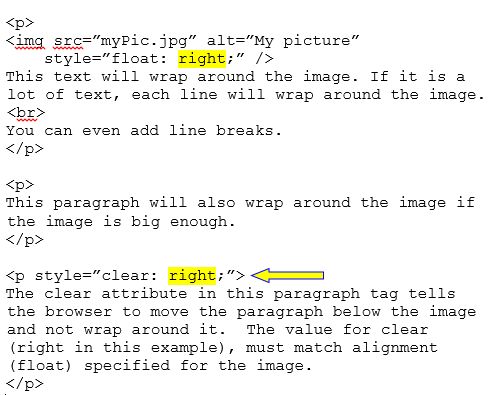 <p>
<img src=”myPic.jpg” alt=”My picture”
style=”float: right;” />
This text will wrap around the image. If it is a
lot of text, each line will wrap around the image.
<br>
You can even add line breaks.
</p>
<p>
This paragraph will also wrap around the image if
the image is big enough.
</p>
<p style=”clear: right;”>
The clear attribute in this paragraph tag tells
the browser to move the paragraph below the image
and not wrap around it.  The value for clear
(right in this example), must match alignment
(float) specified for the image.
</p>